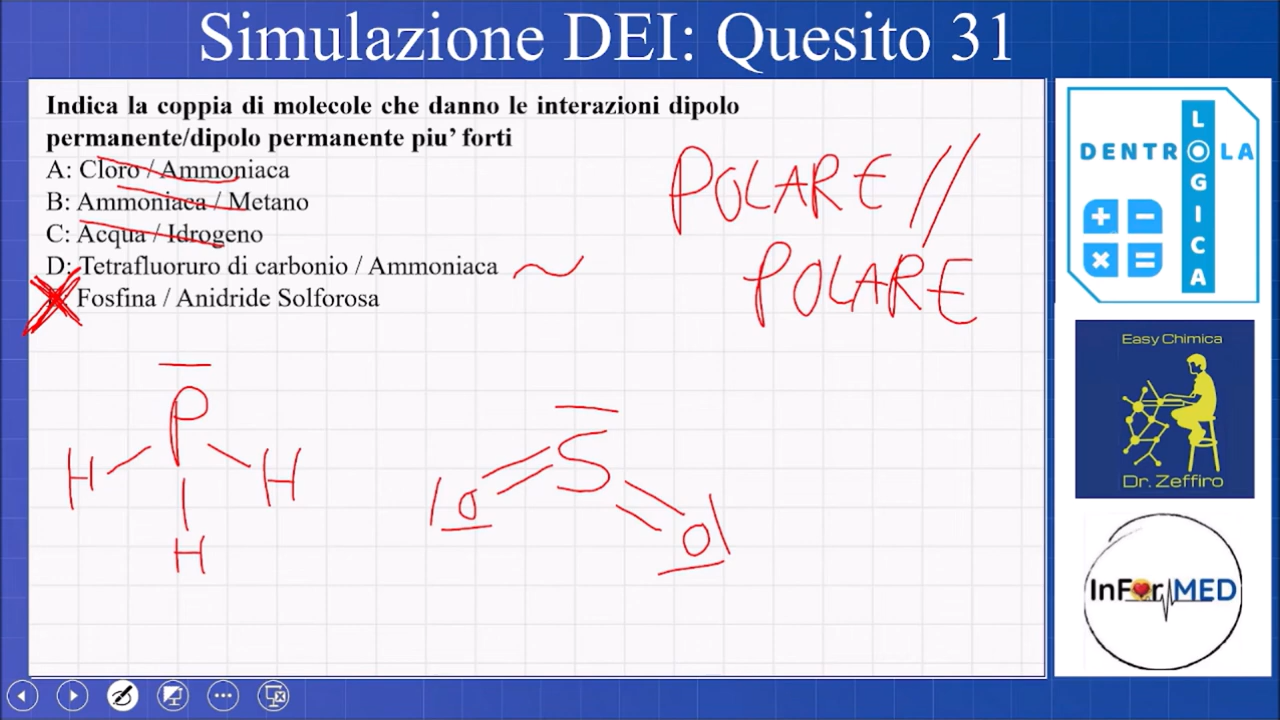 Simulazione DEI: Quesito 31
Indica la coppia di molecole che danno le interazioni dipolo
permanente/dipolo permanente piu' forti
A: Cloro / Ammoniaca
B: Ammoniaca / Metano
C: Acqua / Idrogeno
D: Tetrafluoruro di carbonio / Ammoniaca
Fosfina / Anidride Solforosa
POLARE //
POLARE
P
H H
H
S
O O
DENTROLA
LOGICA
Easy Chimica
Dr. Zeffiro
InForMED